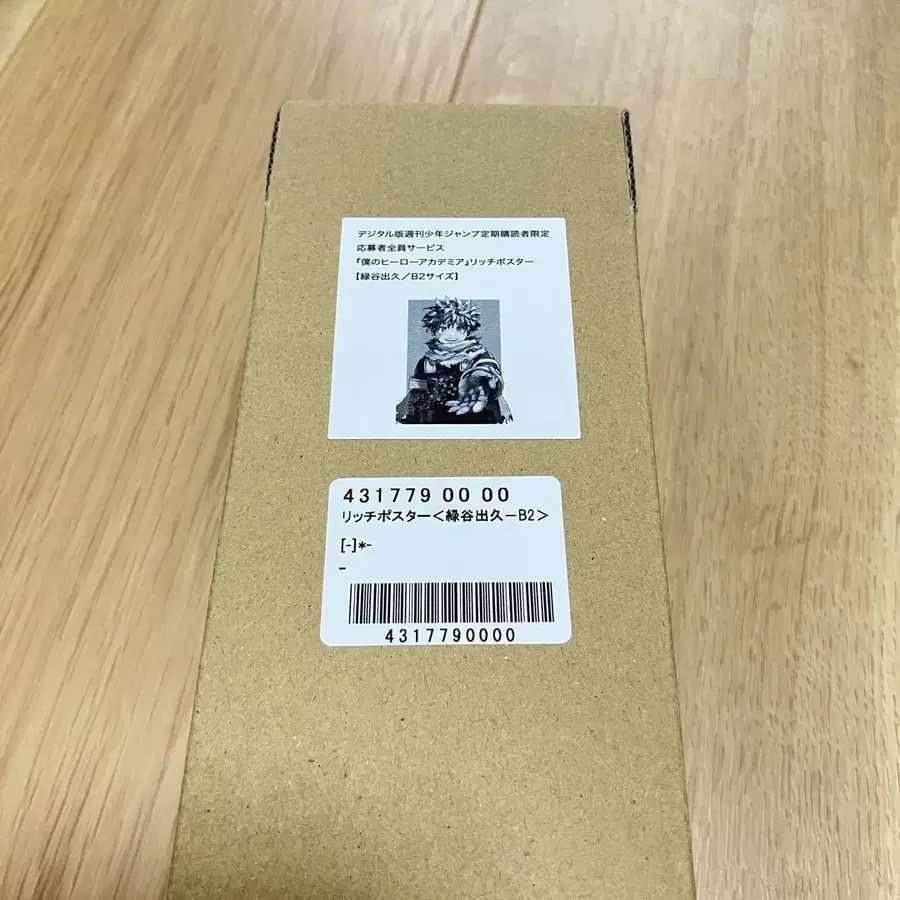 デジタル版週刊少年ジャンプ定期購読者限定
応募者全員サービス
『僕のヒーローアカデミア』リッチポスター
【緑谷出久／B2サイズ】
431779 00 00
リッチポスター＜緑谷出久－B2＞
[-]*-
-
4317790000